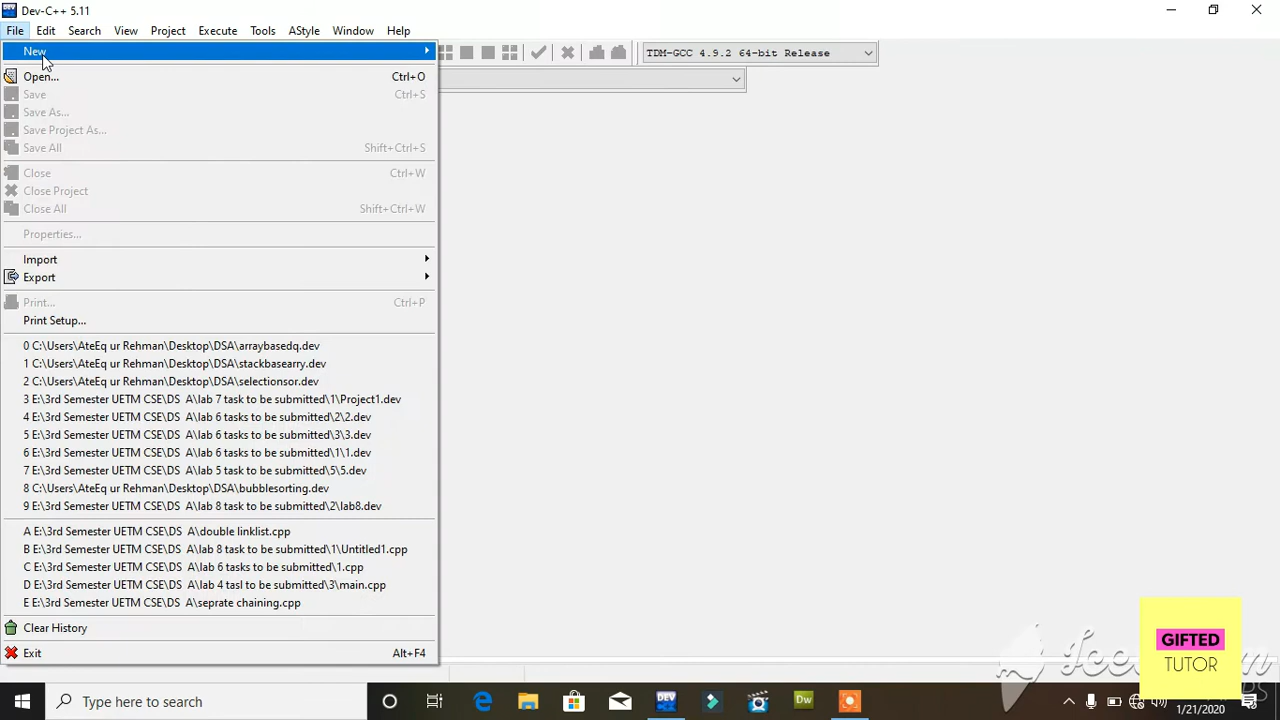 Dev-C++ 5.11
File Edit Search View Project Execute Tools AStyle Window Help
New
TDM-GCC 4.9.2 64-bit Release
Open... Ctrl+O
Save Ctrl+S
Save As...
Save Project As...
Save All Shift+Ctrl+S
Close Ctrl+W
Close Project
Close All Shift+Ctrl+W
Properties...
Import
Export
Print... Ctrl+P
Print Setup...
0 C:\Users\AteEq ur Rehman\Desktop\DSA\arraybasedq.dev
1 C:\Users\AteEq ur Rehman\Desktop\DSA\stackbasearry.dev
2 C:\Users\AteEq ur Rehman\Desktop\DSA\selectionsor.dev
3 E:\3rd Semester UETM CSE\DS  A\lab 7 task to be submitted\1\Project1.dev
4 E:\3rd Semester UETM CSE\DS  A\lab 6 tasks to be submitted\2\2.dev
5 E:\3rd Semester UETM CSE\DS  A\lab 6 tasks to be submitted\3\3.dev
6 E:\3rd Semester UETM CSE\DS  A\lab 6 tasks to be submitted\1\1.dev
7 E:\3rd Semester UETM CSE\DS  A\lab 5 task to be submitted\5\5.dev
8 C:\Users\AteEq ur Rehman\Desktop\DSA\bubblesorting.dev
9 E:\3rd Semester UETM CSE\DS  A\lab 8 task to be submitted\2\lab8.dev
A E:\3rd Semester UETM CSE\DS  A\double linklist.cpp
B E:\3rd Semester UETM CSE\DS  A\lab 8 task to be submitted\1\Untitled1.cpp
C E:\3rd Semester UETM CSE\DS  A\lab 6 tasks to be submitted\1.cpp
D E:\3rd Semester UETM CSE\DS  A\lab 4 tasl to be submitted\3\main.cpp
E E:\3rd Semester UETM CSE\DS  A\seprate chaining.cpp
Clear History
Exit Alt+F4
GIFTED
TUTOR
Type here to search
DEV
Dw
1/21/2020